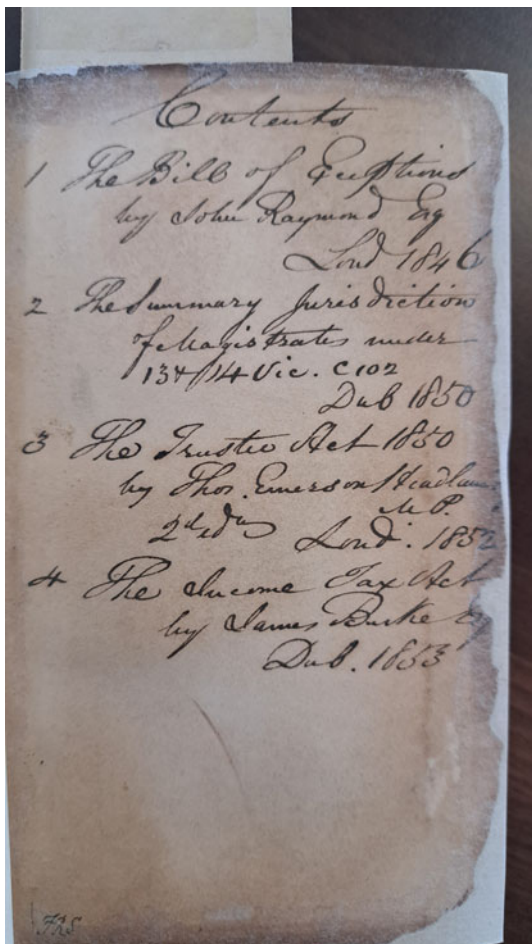 Contents
1 The Bill of Exceptions
by John Raymond Esq
Lond 1846
2 The Summary Jurisdiction
of Magistrates under
13 & 14 Vic. C 102
Dub 1850
3 The Trustee Act 1850
by Thos. Emerson Headlam
M P.
2d edn Lond. 1852
4 The Income Tax Act
by James Burke
Dub. 1853